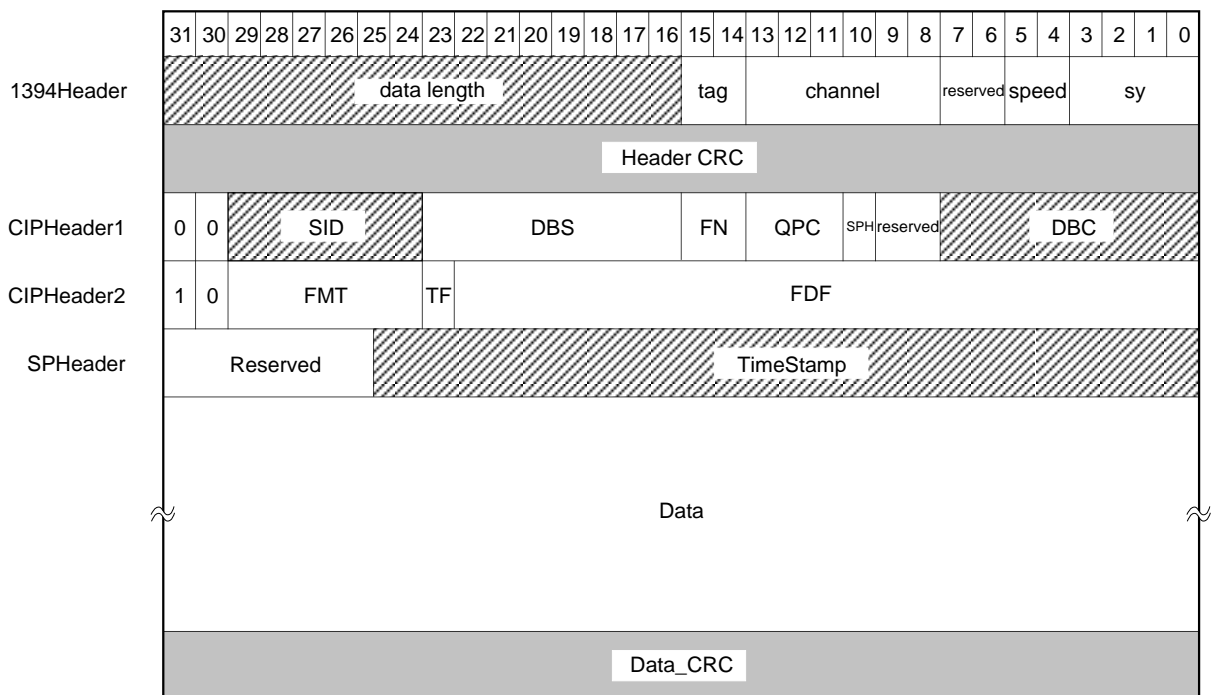 31 30 29 28 27 26 25 24 23 22 21 20 19 18 17 16 15 14 13 12 11 10 9 8 7 6 5 4 3 2 1 0
1394Header data length tag channel reserved speed sy
Header CRC
CIPHeader1 0 0 SID DBS FN QPC SPH reserved DBC
CIPHeader2 1 0 FMT TF FDF
SPHeader Reserved TimeStamp
Data
Data_CRC